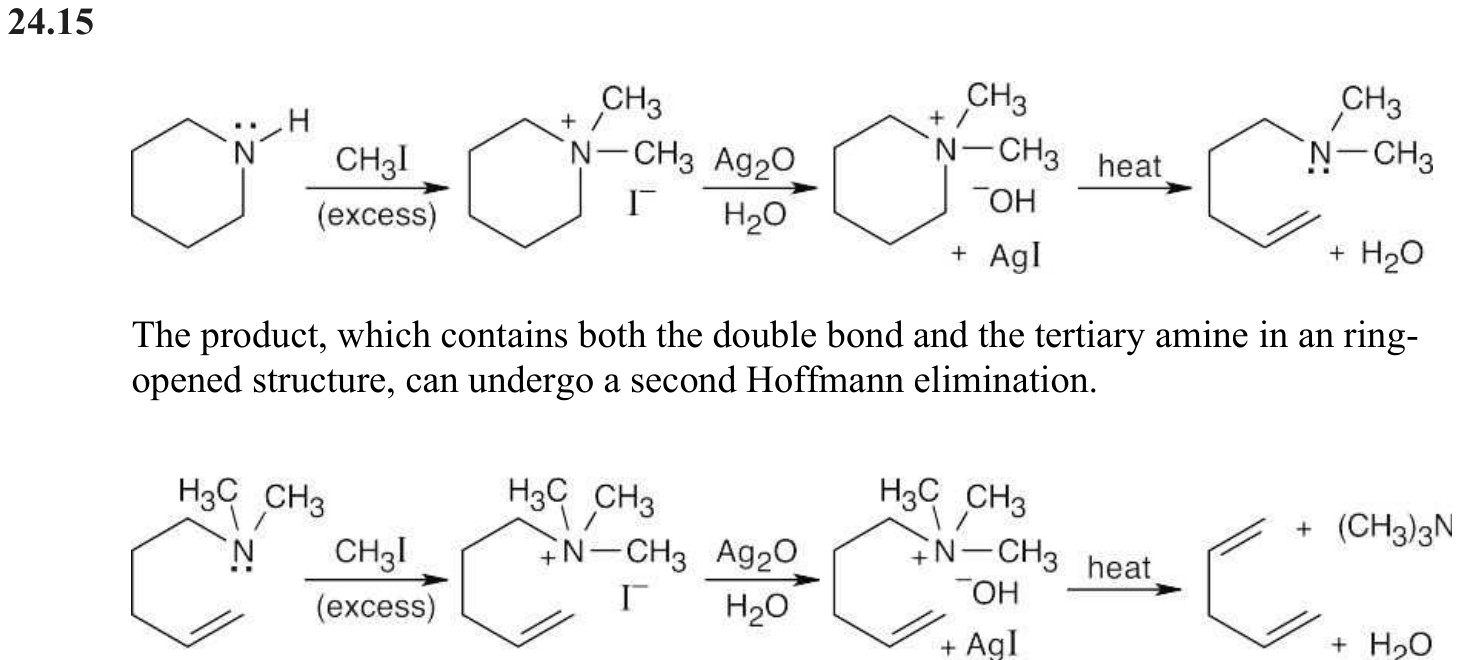 24.15
CH3
H
+
N
CH3I
(excess)
N—CH3
I−
Ag2O
H2O
CH3
+
N—CH3
−OH
+ AgI
heat
CH3
N—CH3
+ H2O
The product, which contains both the double bond and the tertiary amine in an ring-
opened structure, can undergo a second Hoffmann elimination.
H3C CH3
N
CH3I
(excess)
H3C CH3
+N—CH3
I−
Ag2O
H2O
H3C CH3
+N—CH3
−OH
+ AgI
heat
+ (CH3)3N
+ H2O